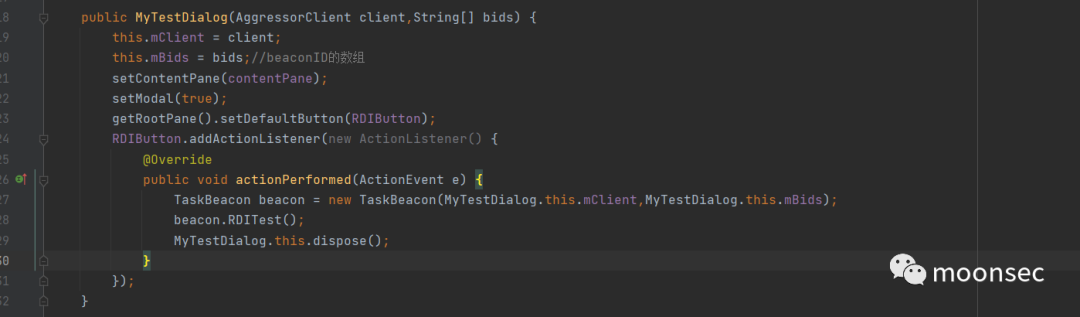 18 public MyTestDialog(AggressorClient client,String[] bids) {
19 this.mClient = client;
20 this.mBids = bids;//beaconID的数组
21 setContentPane(contentPane);
22 setModal(true);
23 getRootPane().setDefaultButton(RDIButton);
24 RDIButton.addActionListener(new ActionListener() {
25 @Override
26 public void actionPerformed(ActionEvent e) {
27 TaskBeacon beacon = new TaskBeacon(MyTestDialog.this.mClient,MyTestDialog.this.mBids);
28 beacon.RDITest();
29 MyTestDialog.this.dispose();
30 }
31 });
32 }
moonsec